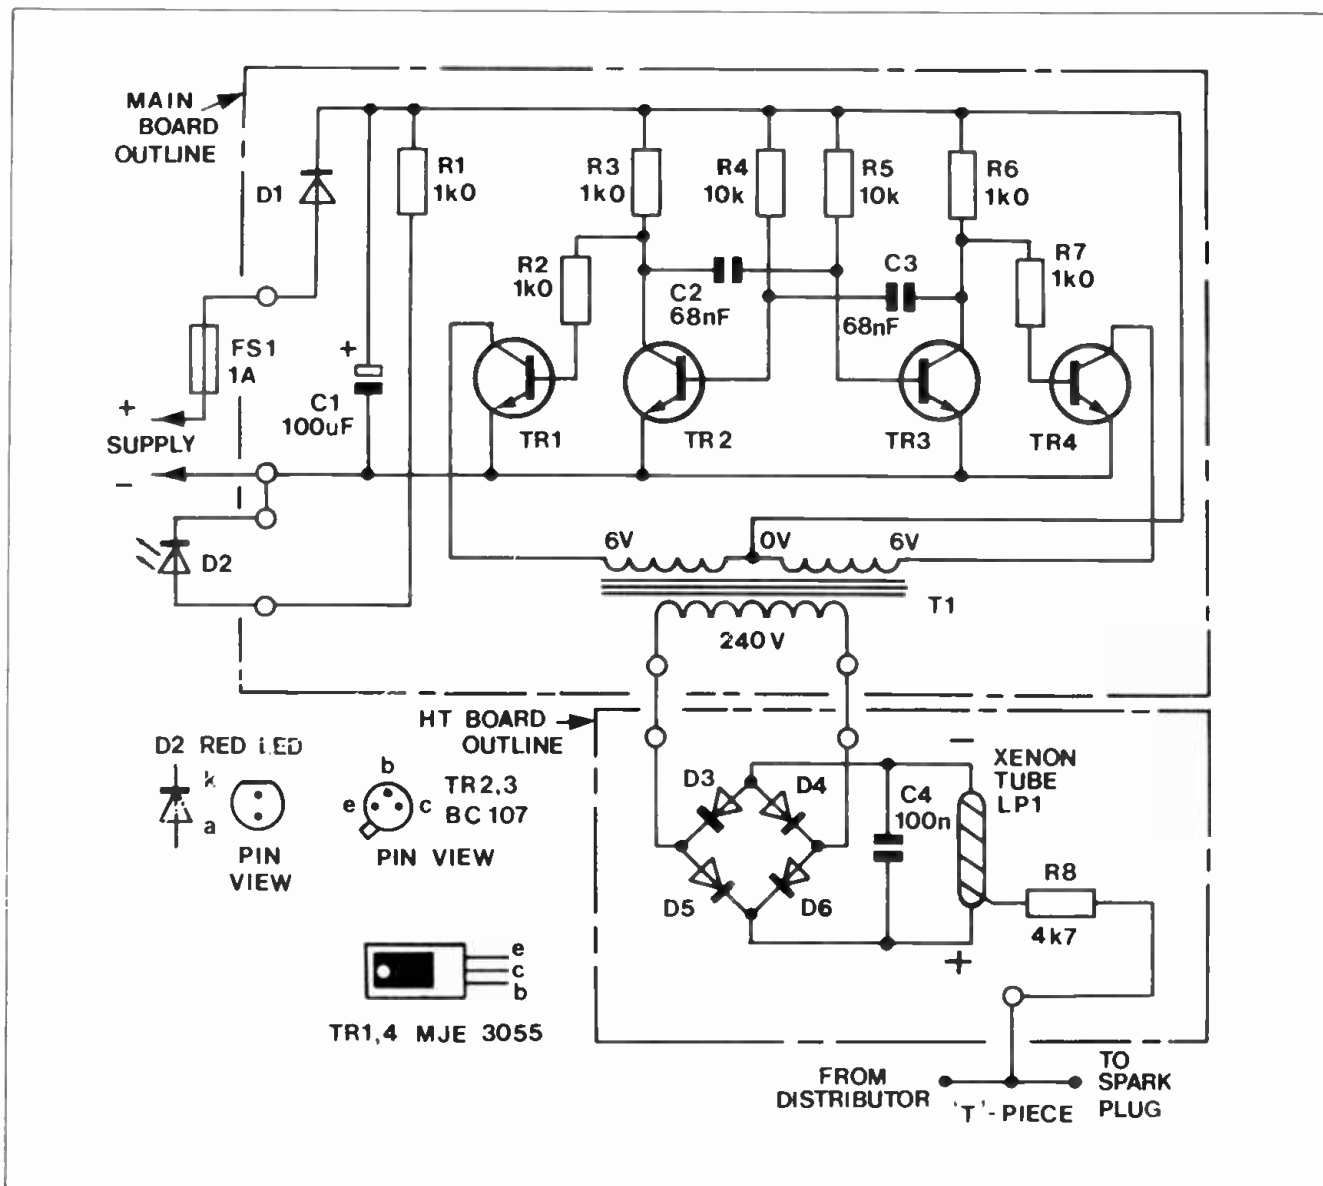 MAIN
BOARD
OUTLINE
D1
R1
1k0
R3
1k0
R4
10k
R5
10k
R6
1k0
R2
1k0
C2
68nF
C3
68nF
R7
1k0
FS1
1A
+
SUPPLY
−
+
C1
100uF
TR1
TR2
TR3
TR4
D2
6V
0V
6V
T1
240V
HT BOARD
OUTLINE
D2 RED LED
k
a
PIN
VIEW
b
e
c
TR2,3
BC107
PIN VIEW
e
c
b
TR1,4 MJE 3055
D3
D4
D5
D6
C4
100n
−
XENON
TUBE
LP1
+
R8
4k7
FROM
DISTRIBUTOR
'T'-PIECE
TO
SPARK
PLUG